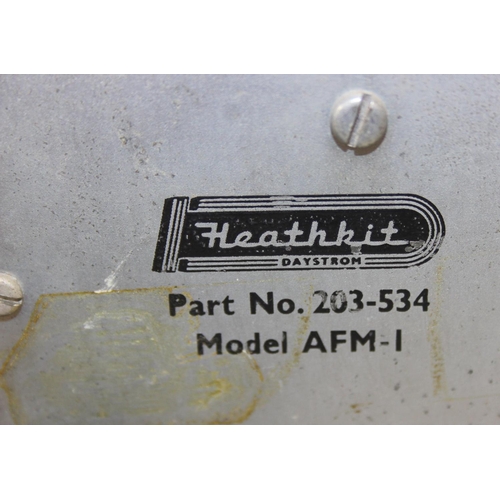 Heathkit
DAYSTROM
Part No. 203-534
Model AFM-1